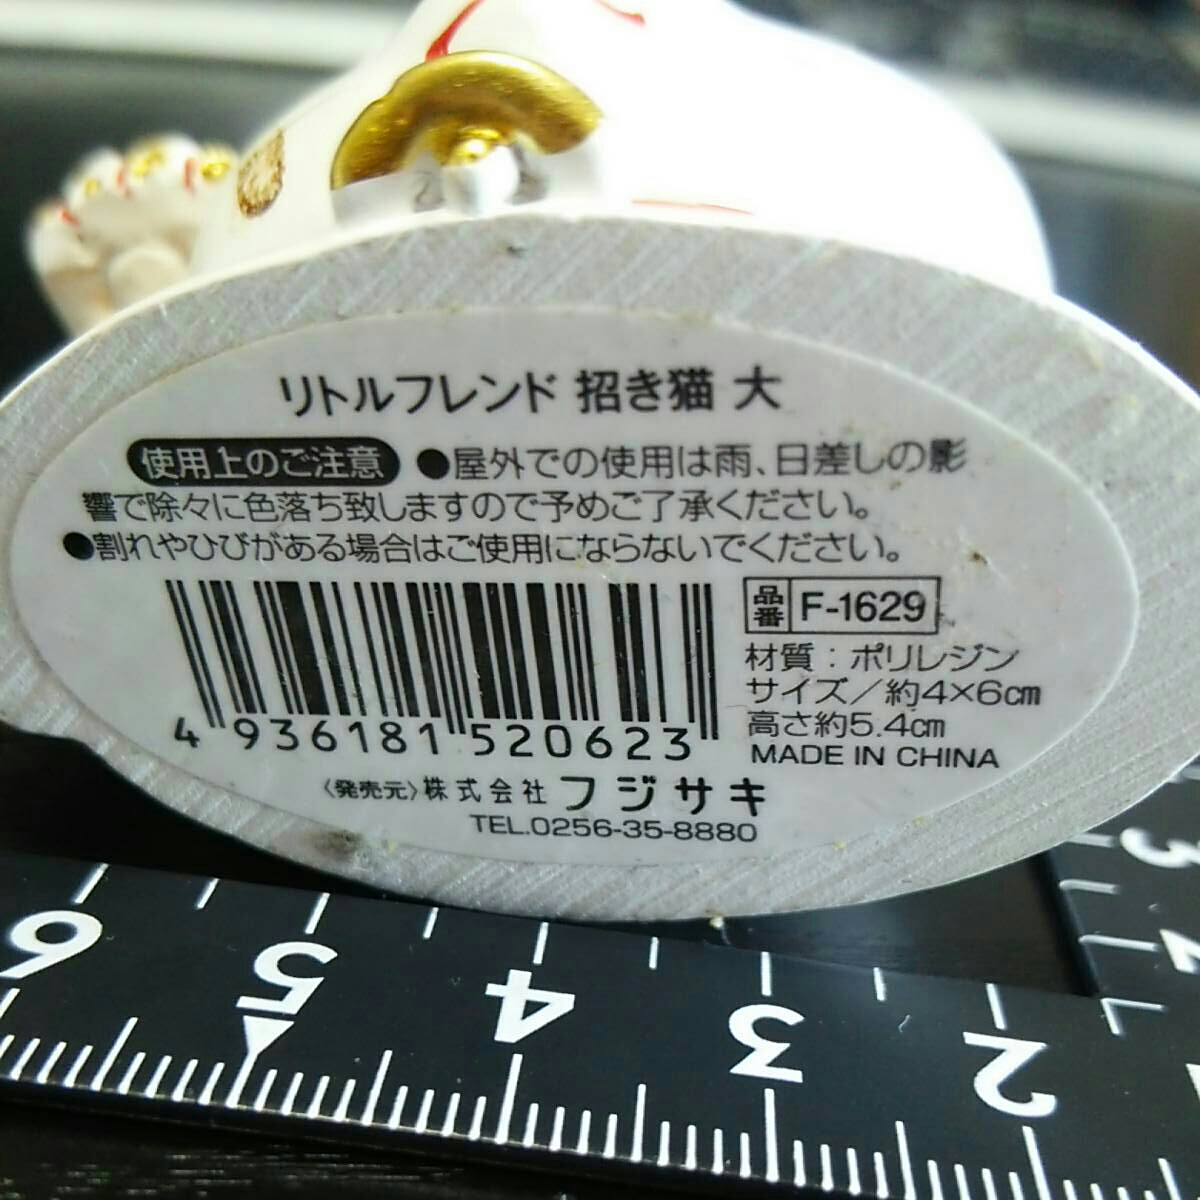 リトルフレンド 招き猫 大
使用上のご注意 ●屋外での使用は雨、日差しの影
響で除々に色落ち致しますので予めご了承ください。
●割れやひびがある場合はご使用にならないでください。
品番 F-1629
材質：ポリレジン
サイズ／約4×6㎝
高さ約5.4㎝
MADE IN CHINA
4 936181 520623
〈発売元〉株式会社 フジサキ
TEL.0256-35-8880
6 5 4 3 2
3
2
1